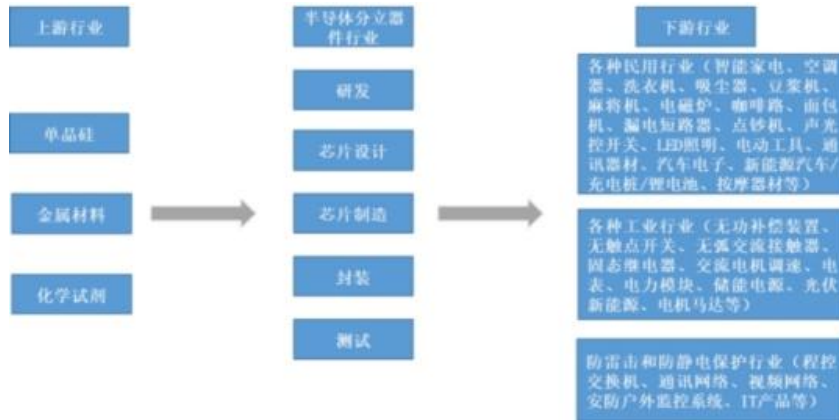 上游行业
单晶硅
金属材料
化学试剂
半导体分立器
件行业
研发
芯片设计
芯片制造
封装
测试
下游行业
各种民用行业（智能家电、空调
器、洗衣机、吸尘器、豆浆机、
麻将机、电磁炉、咖啡路、面包
机、漏电短路器、点钞机、声光
控开关、LED照明、电动工具、通
讯器材、汽车电子、新能源汽车/
充电桩/锂电池、按摩器材等）
各种工业行业（无功补偿装置、
无触点开关、无弧交流接触器、
固态继电器、交流电机调速、电
表、电力模块、储能电源、光伏
新能源、电机马达等）
防雷击和防静电保护行业（程控
交换机、通讯网络、视频网络、
安防户外监控系统、IT产品等）